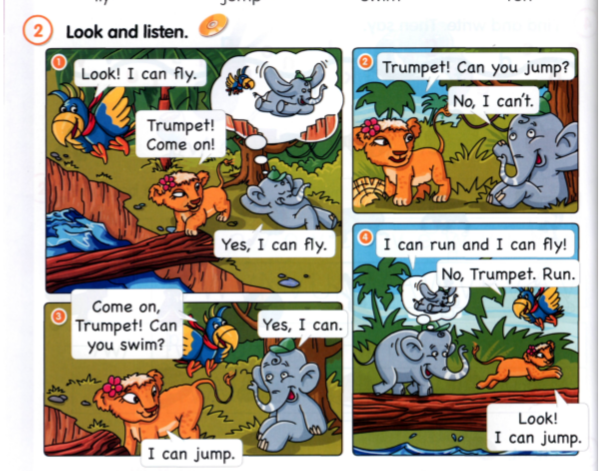 jump
swim
2 Look and listen.
1
Look! I can fly.
Trumpet!
Come on!
Yes, I can fly.
2
Trumpet! Can you jump?
No, I can't.
3
Come on,
Trumpet! Can
you swim?
Yes, I can.
I can jump.
4
I can run and I can fly!
No, Trumpet. Run.
Look!
I can jump.